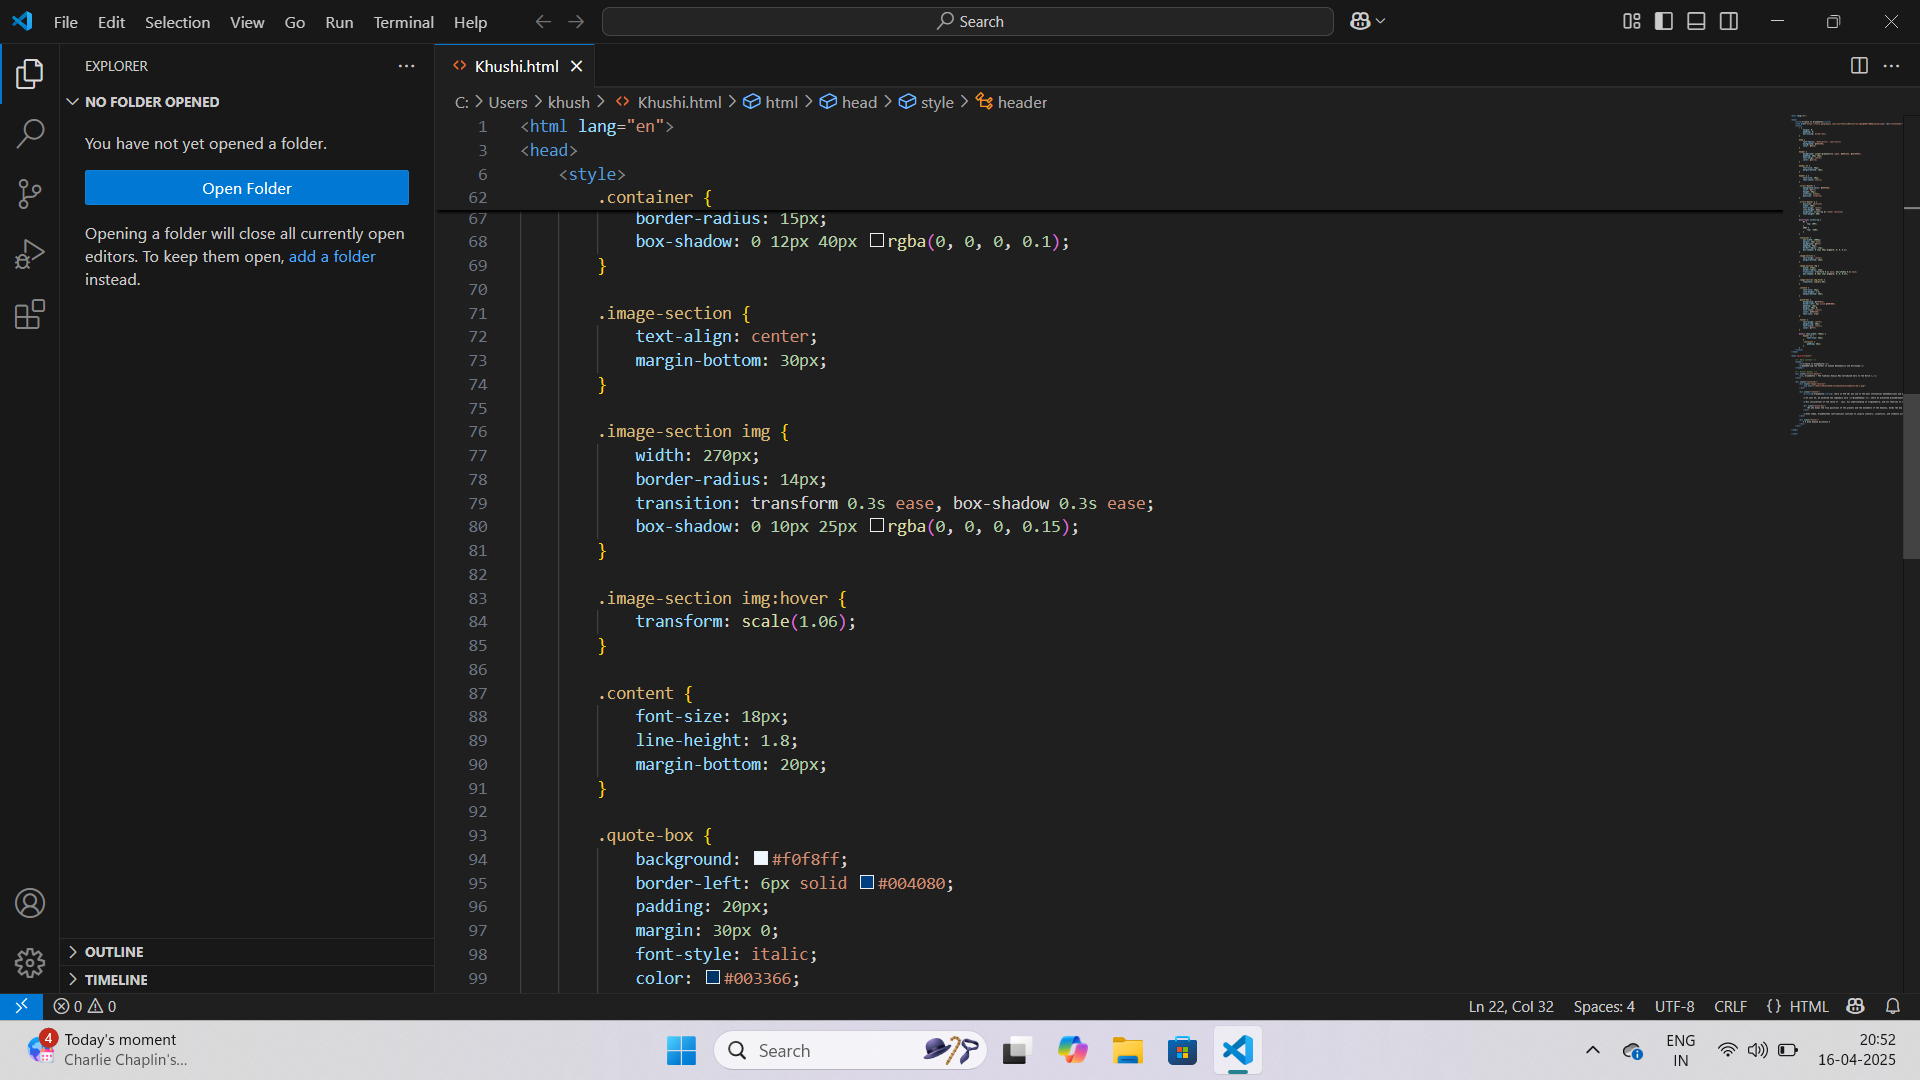 File Edit Selection View Go Run Terminal Help
Search
EXPLORER
NO FOLDER OPENED
You have not yet opened a folder.
Open Folder
Opening a folder will close all currently open
editors. To keep them open, add a folder
instead.
OUTLINE
TIMELINE
Khushi.html
C: > Users > khush > Khushi.html > html > head > style > header
1 <html lang="en">
3 <head>
6 <style>
62 .container {
67 border-radius: 15px;
68 box-shadow: 0 12px 40px rgba(0, 0, 0, 0.1);
69 }
70
71 .image-section {
72 text-align: center;
73 margin-bottom: 30px;
74 }
75
76 .image-section img {
77 width: 270px;
78 border-radius: 14px;
79 transition: transform 0.3s ease, box-shadow 0.3s ease;
80 box-shadow: 0 10px 25px rgba(0, 0, 0, 0.15);
81 }
82
83 .image-section img:hover {
84 transform: scale(1.06);
85 }
86
87 .content {
88 font-size: 18px;
89 line-height: 1.8;
90 margin-bottom: 20px;
91 }
92
93 .quote-box {
94 background: #f0f8ff;
95 border-left: 6px solid #004080;
96 padding: 20px;
97 margin: 30px 0;
98 font-style: italic;
99 color: #003366;
0 0
Ln 22, Col 32 Spaces: 4 UTF-8 CRLF {} HTML
4
Today's moment
Charlie Chaplin's...
Search
ENG
IN
20:52
16-04-2025